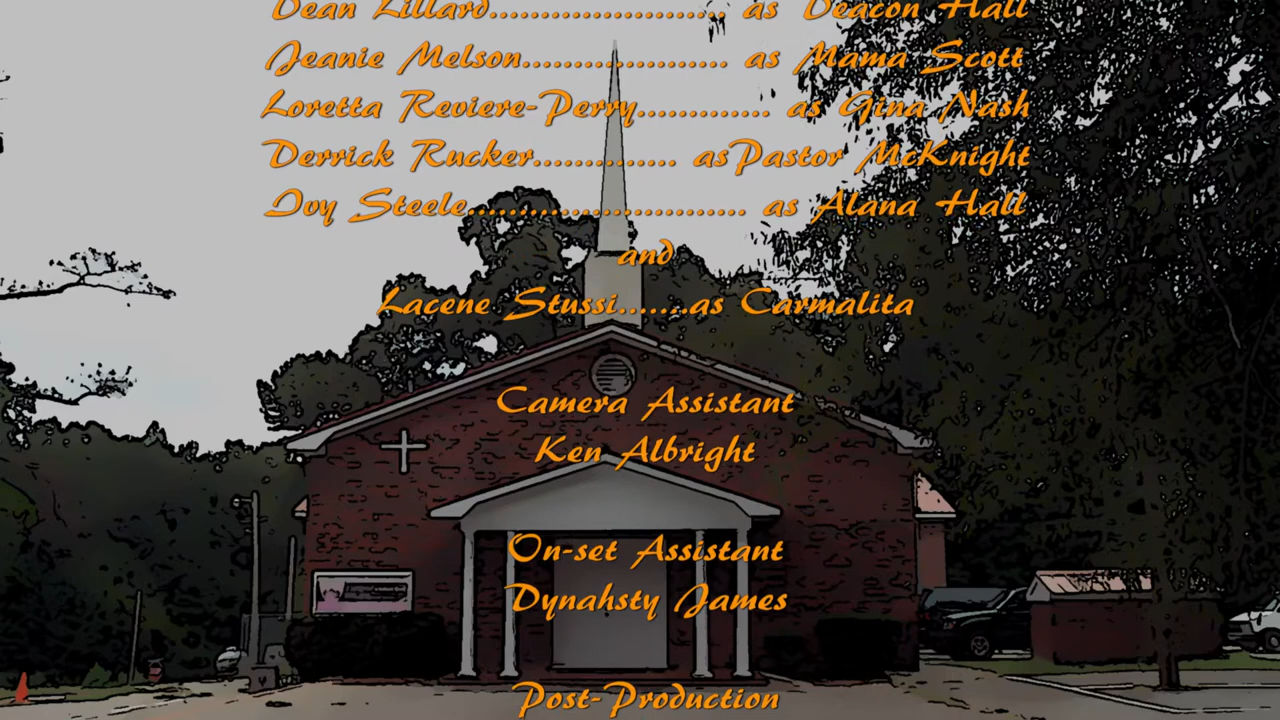 Dean Lillard........................ as Deacon Hall
Jeanie Melson.................... as Mama Scott
Loretta Reviere-Perry............. as Gina Nash
Derrick Rucker.............. asPastor McKnight
Ivy Steele........................... as Alana Hall
and
Lacene Stussi.......as Carmalita
Camera Assistant
Ken Albright
On-set Assistant
Dynahsty James
Post-Production